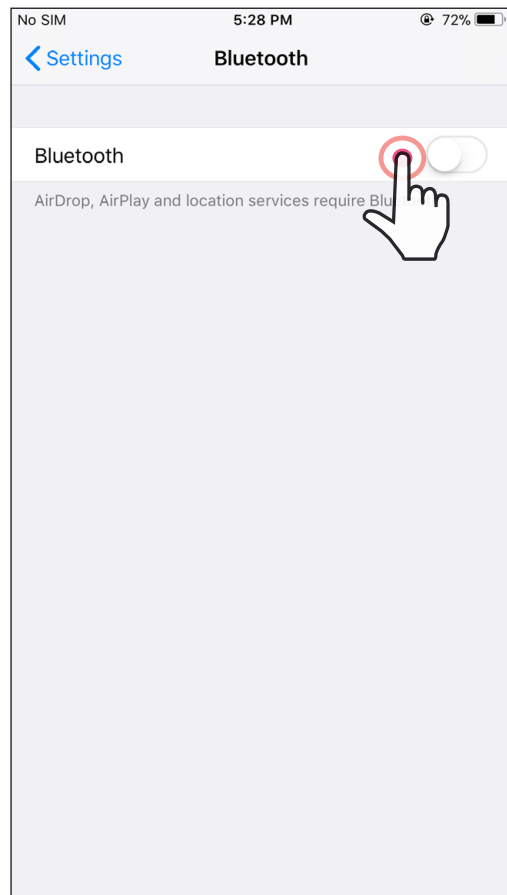 No SIM 5:28 PM 72%
Settings Bluetooth
Bluetooth
AirDrop, AirPlay and location services require